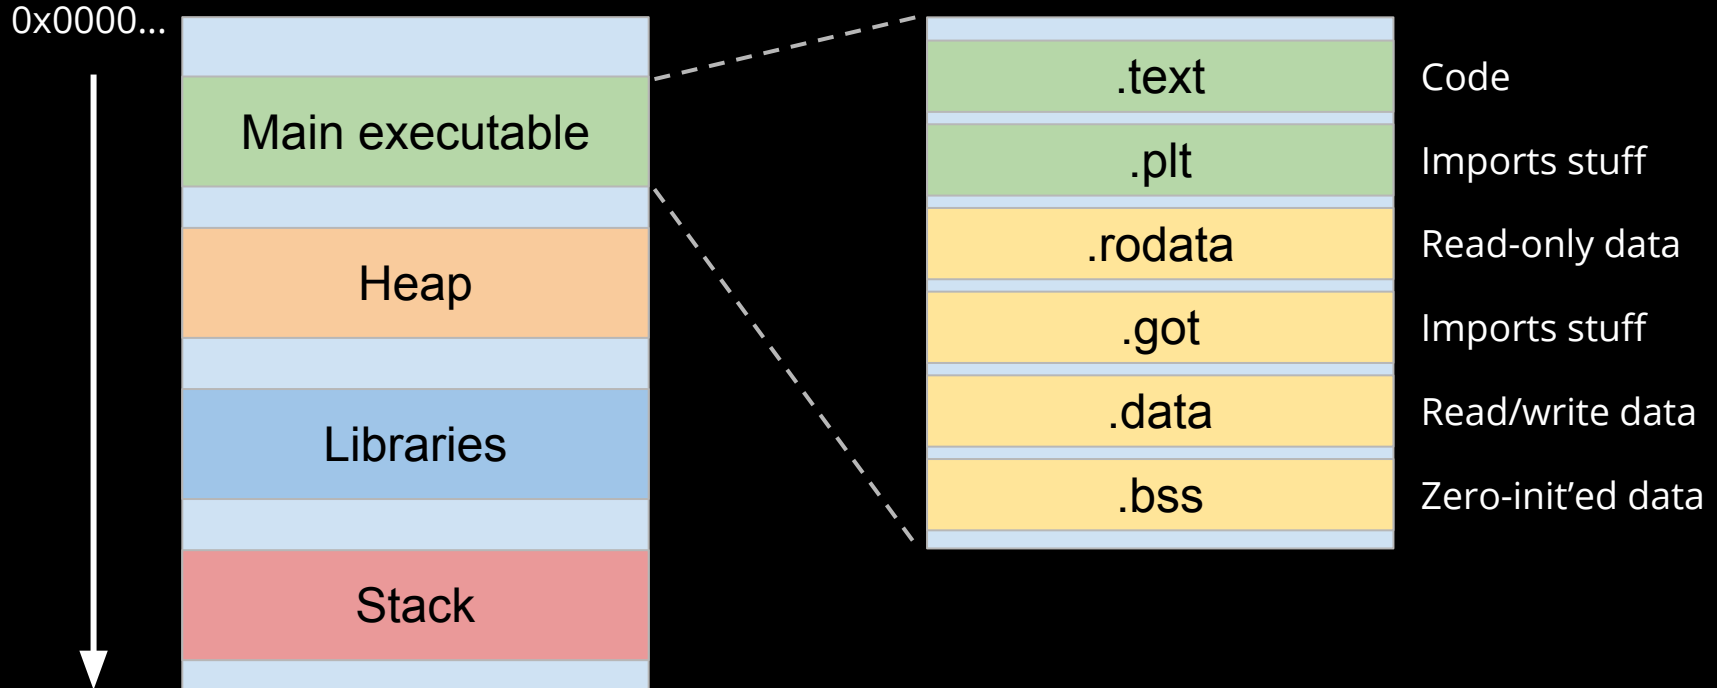 0x0000...
Main executable
Heap
Libraries
Stack
.text Code
.plt Imports stuff
.rodata Read-only data
.got Imports stuff
.data Read/write data
.bss Zero-init’ed data